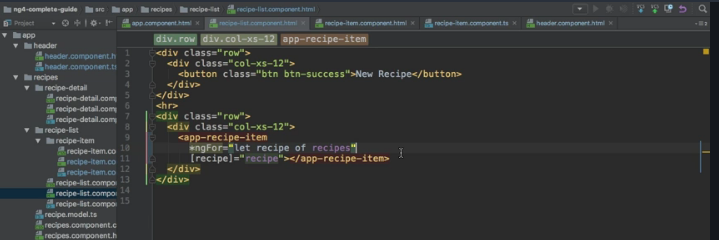 ng4-complete-guide src app recipes recipe-list recipe-list.component.html
Project
app.component.html recipe-list.component.html recipe-item.component.html recipe-item.component.ts header.component.html
div.row div.col-xs-12 app-recipe-item
app
header
header.component.html
header.component.ts
recipes
recipe-detail
recipe-detail.comp
recipe-detail.comp
recipe-list
recipe-item
recipe-item.co
recipe-item.co
recipe-item.co
recipe-list.compo
recipe-list.compo
recipe-list.compo
recipe.model.ts
recipes.component.c
recipes.component.h
1 <div class="row">
2 <div class="col-xs-12">
3 <button class="btn btn-success">New Recipe</button>
4 </div>
5 </div>
6 <hr>
7 <div class="row">
8 <div class="col-xs-12">
9 <app-recipe-item
10 *ngFor="let recipe of recipes"
11 [recipe]="recipe"></app-recipe-item>
12 </div>
13 </div>
14
15